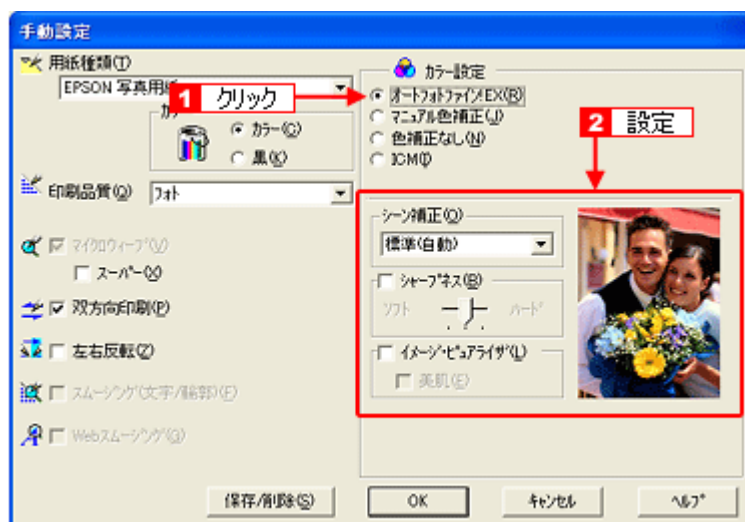 手動設定
用紙種類(T)
EPSON 写真用紙
カラー
カラー(C)
黒(K)
印刷品質(Q)
フォト
マイクロウィーブ(V)
スーパー(X)
双方向印刷(P)
左右反転(Z)
スムージング(文字/輪郭)(F)
Webスムージング(G)
カラー設定
1 クリック
オートフォトファイン!EX(R)
マニュアル色補正(J)
色補正なし(N)
ICM(I)
2 設定
シーン補正(O)
標準(自動)
シャープネス(B)
ソフト
ハード
イメージ・ピュアライザ(L)
美肌(E)
保存/削除(S)
OK
キャンセル
ヘルプ